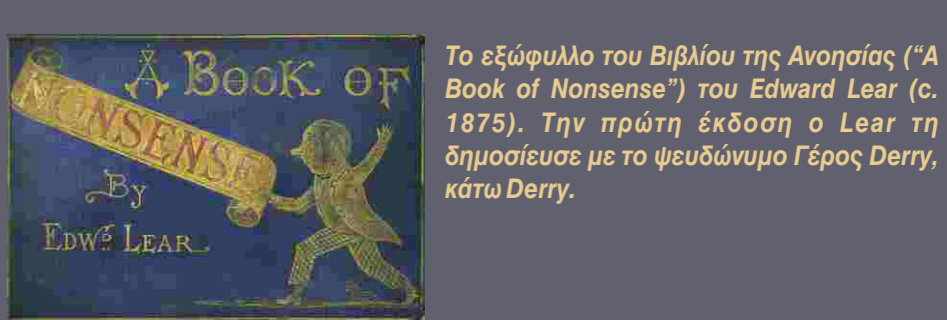 A BOOK OF
NONSENSE
By
EDWD LEAR
Το εξώφυλλο του Βιβλίου της Ανοησίας (“A
Book of Nonsense”) του Edward Lear (c.
1875). Την πρώτη έκδοση ο Lear τη
δημοσίευσε με το ψευδώνυμο Γέρος Derry,
κάτω Derry.